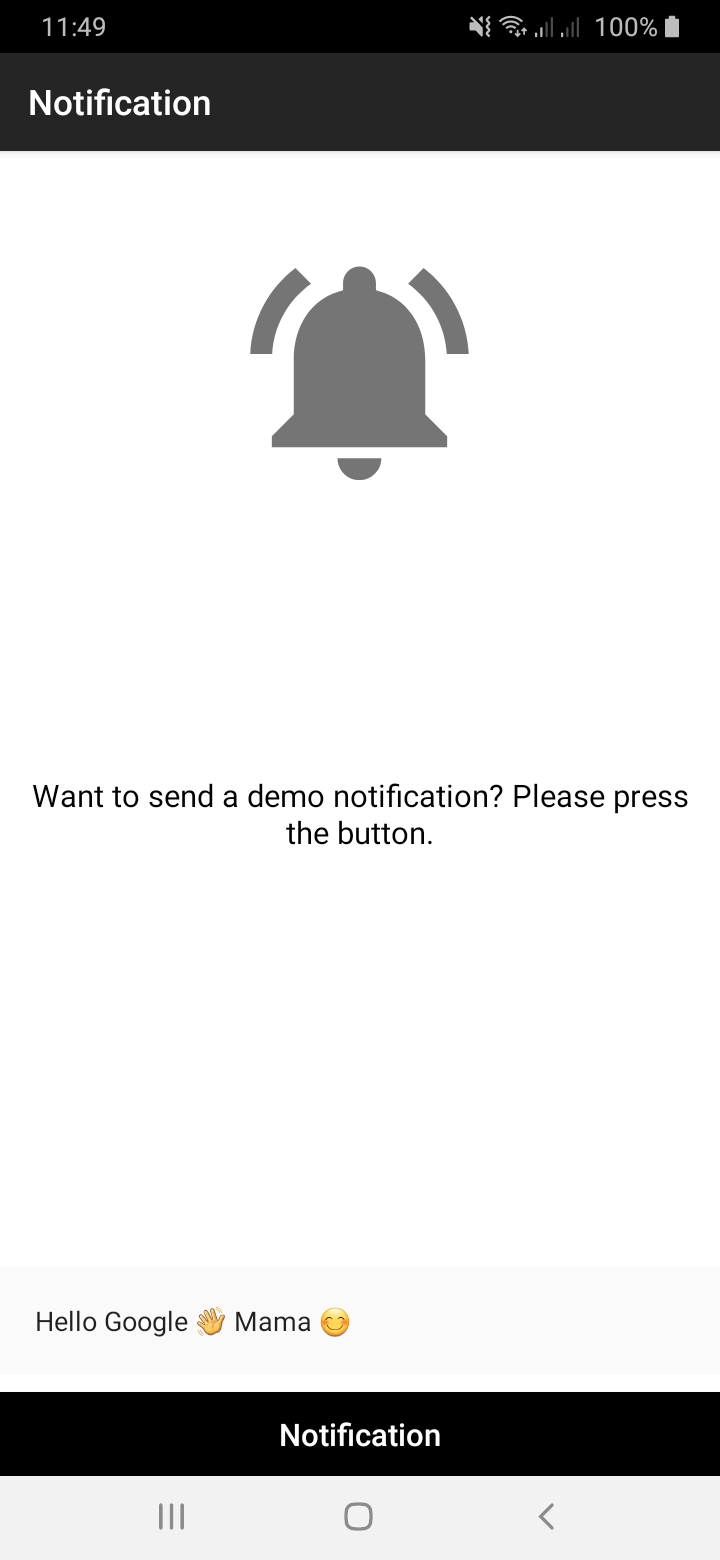 11:49 100%
Notification
Want to send a demo notification? Please press
the button.
Hello Google 👋 Mama 😊
Notification